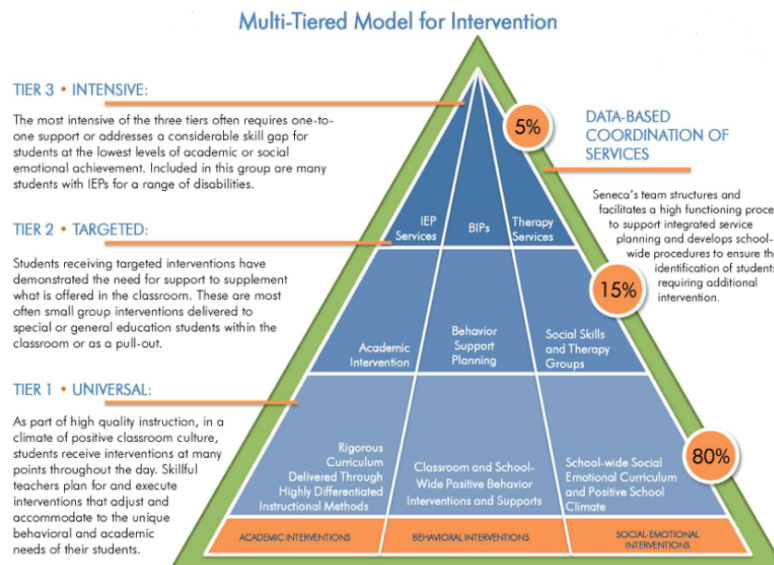 Multi-Tiered Model for Intervention
TIER 3 • INTENSIVE:
The most intensive of the three tiers often requires one-to-
one support or addresses a considerable skill gap for
students at the lowest levels of academic or social
emotional achievement. Included in this group are many
students with IEPs for a range of disabilities.
TIER 2 • TARGETED:
Students receiving targeted interventions have
demonstrated the need for support to supplement
what is offered in the classroom. These are most
often small group interventions delivered to
special or general education students within the
classroom or as a pull-out.
TIER 1 • UNIVERSAL:
As part of high quality instruction, in a
climate of positive classroom culture,
students receive interventions at many
points throughout the day. Skillful
teachers plan for and execute
interventions that adjust and
accommodate to the unique
behavioral and academic
needs of their students.
5%
IEP
Services
BIPs
Therapy
Services
15%
Academic
Intervention
Behavior
Support
Planning
Social Skills
and Therapy
Groups
80%
Rigorous
Curriculum
Delivered Through
Highly Differentiated
Instructional Methods
Classroom and School-
Wide Positive Behavior
Interventions and Supports
School-wide Social
Emotional Curriculum
and Positive School
Climate
ACADEMIC INTERVENTIONS
BEHAVIORAL INTERVENTIONS
SOCIAL-EMOTIONAL
INTERVENTIONS
DATA-BASED
COORDINATION OF
SERVICES
Seneca's team structures and
facilitates a high functioning proce
to support integrated service
planning and develops school-
wide procedures to ensure the
identification of students
requiring additional
intervention.